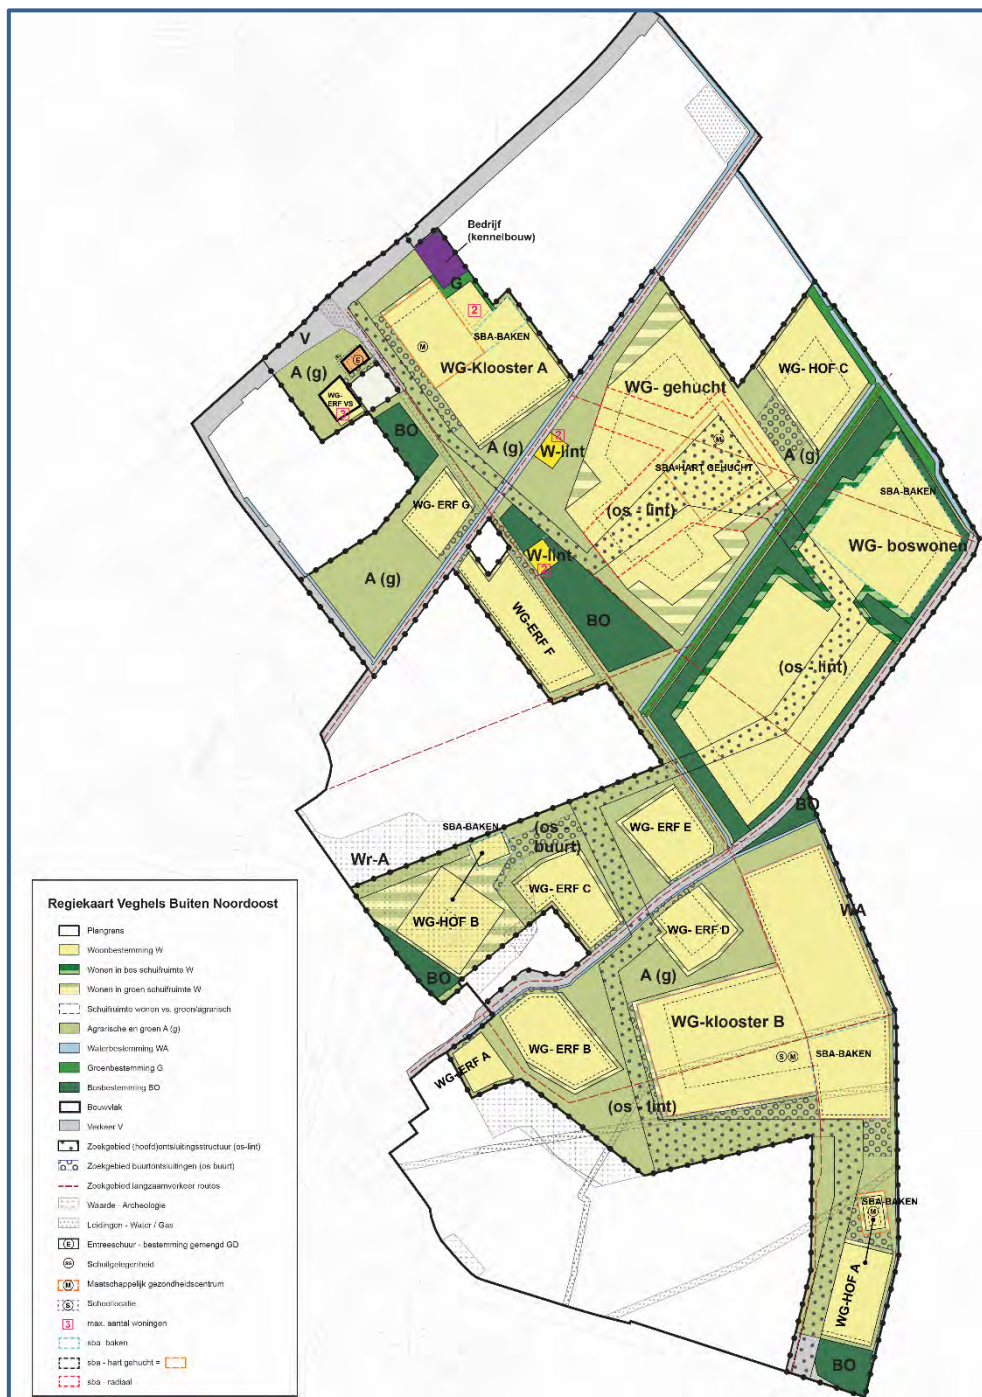 Bedrijf
(kennelbouw)
G
2
SBA-BAKEN
V
M
WG-Klooster A
A (g)
E
WG-
ERF VS
WG- gehucht
WG- HOF C
BO
A (g)
2
W-lint
M
SBA-HART GEHUCHT
A (g)
SBA-BAKEN
WG- ERF G
(os - lint)
WG- boswonen
W-lint
2
A (g)
WG-ERF F
BO
(os - lint)
BO
SBA-BAKEN
(os -
buurt)
WG- ERF E
Wr-A
WG- ERF C
WG-HOF B
WG- ERF D
WA
BO
A (g)
WG-klooster B
WG- ERF B
S M
SBA-BAKEN
WG-ERF A
(os - lint)
SBA-BAKEN
M
WG-HOF A
BO
Regiekaart Veghels Buiten Noordoost
Plangrens
Woonbestemming W
Wonen in bos schuifruimte W
Wonen in groen schuifruimte W
Schuifruimte wonen vs. groen/agrarisch
Agrarische en groen A (g)
Waterbestemming WA
Groenbestemming G
Bosbestemming BO
Bouwvlak
Verkeer V
Zoekgebied (hoofd)ontsluitingsstructuur (os-lint)
Zoekgebied buurtontsluitingen (os buurt)
Zoekgebied langzaamverkeer routes
Waarde - Archeologie
Leidingen - Water / Gas
E Entreeschuur - bestemming gemengd GD
Schuilgelegenheid
M Maatschappelijk gezondheidscentrum
S Schoollocatie
3 max. aantal woningen
sba baken
sba - hart gehucht =
sba - radiaal